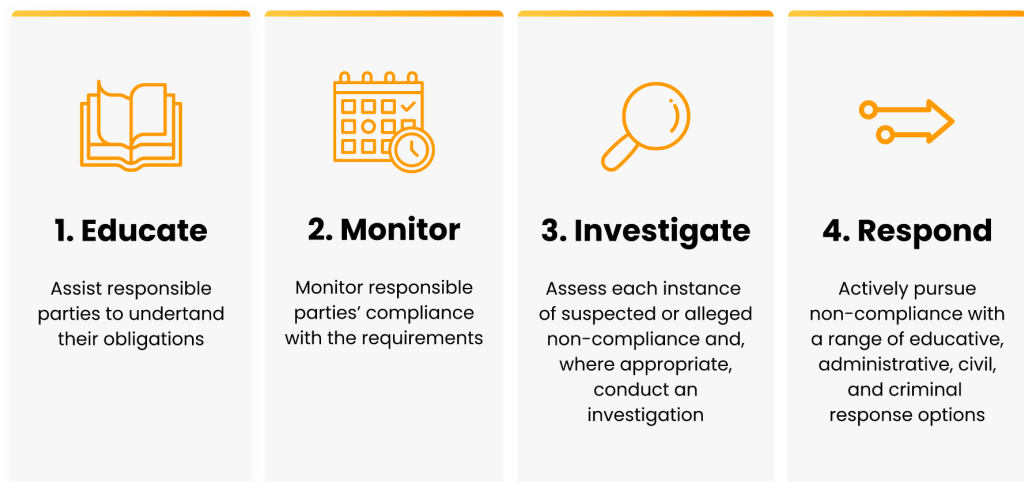 1. Educate
Assist responsible
parties to undertand
their obligations
2. Monitor
Monitor responsible
parties’ compliance
with the requirements
3. Investigate
Assess each instance
of suspected or alleged
non-compliance and,
where appropriate,
conduct an
investigation
4. Respond
Actively pursue
non-compliance with
a range of educative,
administrative, civil,
and criminal
response options